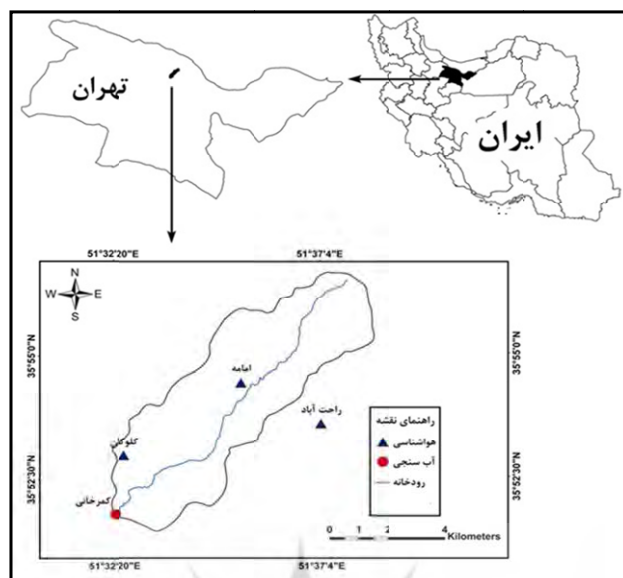 تهران
ایران
51°32'20"E
51°37'4"E
N
W E
S
35°55'0"N
35°55'0"N
امامه
راحت آباد
کلوکان
35°52'30"N
35°52'30"N
کمرخانی
راهنمای نقشه
هواشناسی
آب سنجی
رودخانه
0 1 2 4
Kilometers
51°32'20"E
51°37'4"E